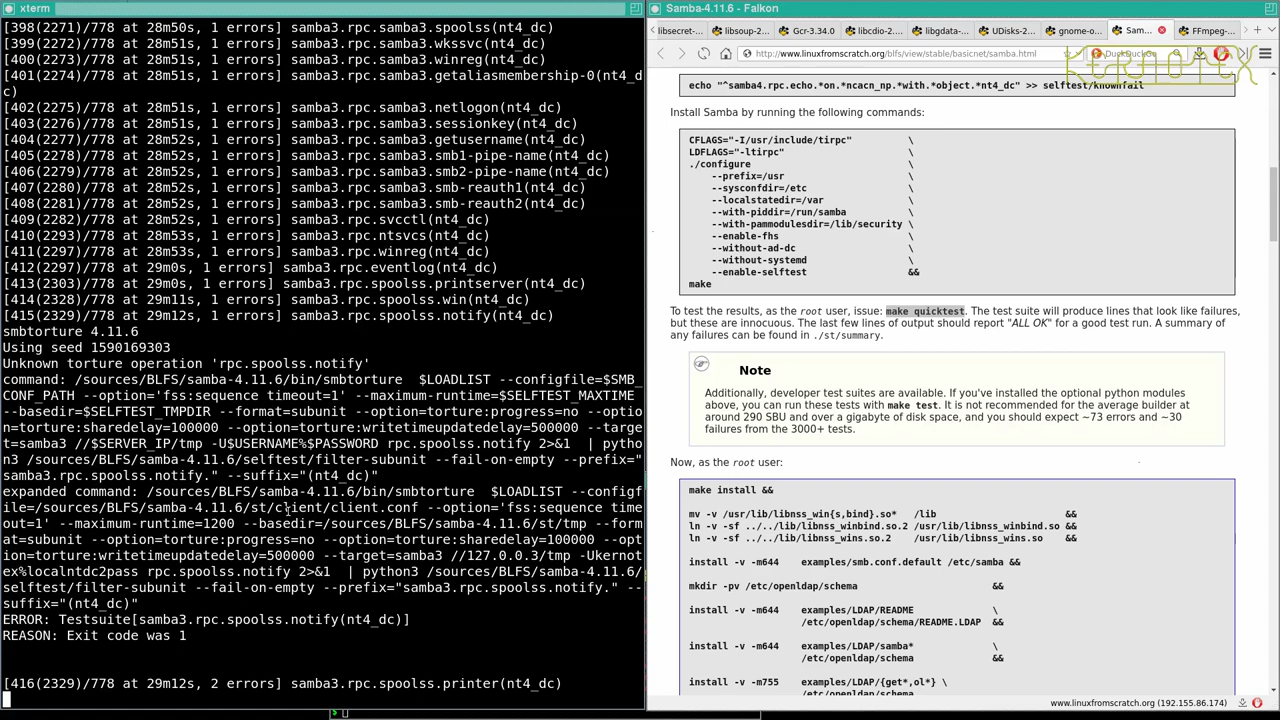 xterm
[398(2271)/778 at 28m50s, 1 errors] samba3.rpc.samba3.spoolss(nt4_dc)
[399(2272)/778 at 28m51s, 1 errors] samba3.rpc.samba3.wkssvc(nt4_dc)
[400(2273)/778 at 28m51s, 1 errors] samba3.rpc.samba3.winreg(nt4_dc)
[401(2274)/778 at 28m51s, 1 errors] samba3.rpc.samba3.getaliasmembership-0(nt4_d
c)
[402(2275)/778 at 28m51s, 1 errors] samba3.rpc.samba3.netlogon(nt4_dc)
[403(2276)/778 at 28m51s, 1 errors] samba3.rpc.samba3.sessionkey(nt4_dc)
[404(2277)/778 at 28m52s, 1 errors] samba3.rpc.samba3.getusername(nt4_dc)
[405(2278)/778 at 28m52s, 1 errors] samba3.rpc.samba3.smb1-pipe-name(nt4_dc)
[406(2279)/778 at 28m52s, 1 errors] samba3.rpc.samba3.smb2-pipe-name(nt4_dc)
[407(2280)/778 at 28m52s, 1 errors] samba3.rpc.samba3.smb-reauth1(nt4_dc)
[408(2281)/778 at 28m52s, 1 errors] samba3.rpc.samba3.smb-reauth2(nt4_dc)
[409(2282)/778 at 28m52s, 1 errors] samba3.rpc.svcctl(nt4_dc)
[410(2293)/778 at 28m53s, 1 errors] samba3.rpc.ntsvcs(nt4_dc)
[411(2297)/778 at 28m53s, 1 errors] samba3.rpc.winreg(nt4_dc)
[412(2297)/778 at 29m0s, 1 errors] samba3.rpc.eventlog(nt4_dc)
[413(2303)/778 at 29m0s, 1 errors] samba3.rpc.spoolss.printserver(nt4_dc)
[414(2328)/778 at 29m11s, 1 errors] samba3.rpc.spoolss.win(nt4_dc)
[415(2328)/778 at 29m12s, 1 errors] samba3.rpc.spoolss.notify(nt4_dc)
smbtorture 4.11.6
Using seed 1590169303
Unknown torture operation 'rpc.spoolss.notify'
command: /sources/BLFS/samba-4.11.6/bin/smbtorture  $LOADLIST --configfile=$SMB_
CONF_PATH --option='fss:sequence timeout=1' --maximum-runtime=$SELFTEST_MAXTIME
--basedir=$SELFTEST_TMPDIR --format=subunit --option=torture:progress=no --optio
n=torture:sharedelay=100000 --option=torture:writetimeupdatedelay=500000 --targe
t=samba3 //$SERVER_IP/tmp -U$USERNAME%$PASSWORD rpc.spoolss.notify 2>&1  | pytho
n3 /sources/BLFS/samba-4.11.6/selftest/filter-subunit --fail-on-empty --prefix="
samba3.rpc.spoolss.notify." --suffix="(nt4_dc)"
expanded command: /sources/BLFS/samba-4.11.6/bin/smbtorture  $LOADLIST --configf
ile=/sources/BLFS/samba-4.11.6/st/client/client.conf --option='fss:sequence time
out=1' --maximum-runtime=1200 --basedir=/sources/BLFS/samba-4.11.6/st/tmp --form
at=subunit --option=torture:progress=no --option=torture:sharedelay=100000 --opt
ion=torture:writetimeupdatedelay=500000 --target=samba3 //127.0.0.3/tmp -Ukernot
ex%localntdc2pass rpc.spoolss.notify 2>&1  | python3 /sources/BLFS/samba-4.11.6/
selftest/filter-subunit --fail-on-empty --prefix="samba3.rpc.spoolss.notify." --
suffix="(nt4_dc)"
ERROR: Testsuite[samba3.rpc.spoolss.notify(nt4_dc)]
REASON: Exit code was 1
[416(2329)/778 at 29m12s, 2 errors] samba3.rpc.spoolss.printer(nt4_dc)
$
Samba-4.11.6 - Falkon
libsecret-... libsoup-2... Gcr-3.34.0 libcdio-2... libgdata-... UDisks-2... gnome-o... Sam... FFmpeg-...
http://www.linuxfromscratch.org/blfs/view/stable/basicnet/samba.html
DuckDuckGo
KERNOTEX
echo "^samba4.rpc.echo.*on.*ncacn_np.*with.*object.*nt4_dc" >> selftest/knownfail
Install Samba by running the following commands:
CFLAGS="-I/usr/include/tirpc" \
LDFLAGS="-ltirpc" \
./configure \
--prefix=/usr \
--sysconfdir=/etc \
--localstatedir=/var \
--with-piddir=/run/samba \
--with-pammodulesdir=/lib/security \
--enable-fhs \
--without-ad-dc \
--without-systemd \
--enable-selftest &&
make
To test the results, as the root user, issue: make quicktest. The test suite will produce lines that look like failures,
but these are innocuous. The last few lines of output should report "ALL OK" for a good test run. A summary of
any failures can be found in ./st/summary.
Note
Additionally, developer test suites are available. If you've installed the optional python modules
above, you can run these tests with make test. It is not recommended for the average builder at
around 290 SBU and over a gigabyte of disk space, and you should expect ~73 errors and ~30
failures from the 3000+ tests.
Now, as the root user:
make install &&
mv -v /usr/lib/libnss_win{s,bind}.so* /lib &&
ln -v -sf ../../lib/libnss_winbind.so.2 /usr/lib/libnss_winbind.so &&
ln -v -sf ../../lib/libnss_wins.so.2 /usr/lib/libnss_wins.so &&
install -v -m644 examples/smb.conf.default /etc/samba &&
mkdir -pv /etc/openldap/schema &&
install -v -m644 examples/LDAP/README \
/etc/openldap/schema/README.LDAP &&
install -v -m644 examples/LDAP/samba* \
/etc/openldap/schema &&
install -v -m755 examples/LDAP/{get*,ol*} \
/etc/openldap/schema
www.linuxfromscratch.org (192.155.86.174)